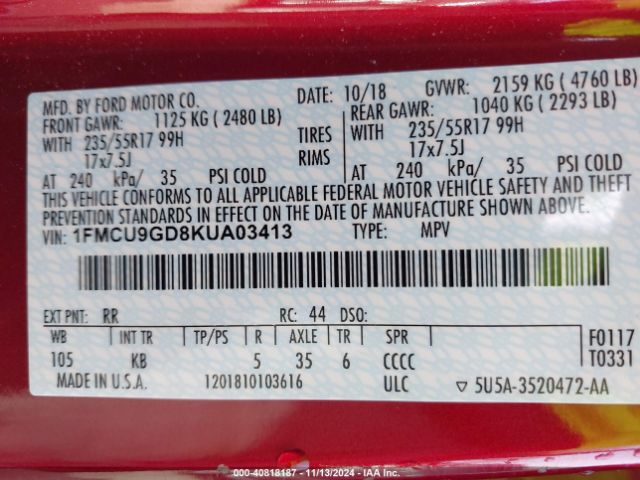 MFD. BY FORD MOTOR CO. DATE: 10/18 GVWR: 2159 KG ( 4760 LB)
FRONT GAWR: 1125 KG ( 2480 LB) REAR GAWR: 1040 KG ( 2293 LB)
WITH 235/55R17 99H TIRES WITH 235/55R17 99H
17x7.5J RIMS 17x7.5J
AT 240 kPa/ 35 PSI COLD AT 240 kPa/ 35 PSI COLD
THIS VEHICLE CONFORMS TO ALL APPLICABLE FEDERAL MOTOR VEHICLE SAFETY AND THEFT
PREVENTION STANDARDS IN EFFECT ON THE DATE OF MANUFACTURE SHOWN ABOVE.
VIN: 1FMCU9GD8KUA03413 TYPE: MPV
EXT PNT: RR RC: 44 DSO:
WB INT TR TP/PS R AXLE TR SPR F0117
105 KB 5 35 6 CCCC T0331
MADE IN U.S.A. 1201810103616 ULC ▽ 5U5A-3520472-AA
© IAA - 40818187 - 11/13/2024 - IAAI.com